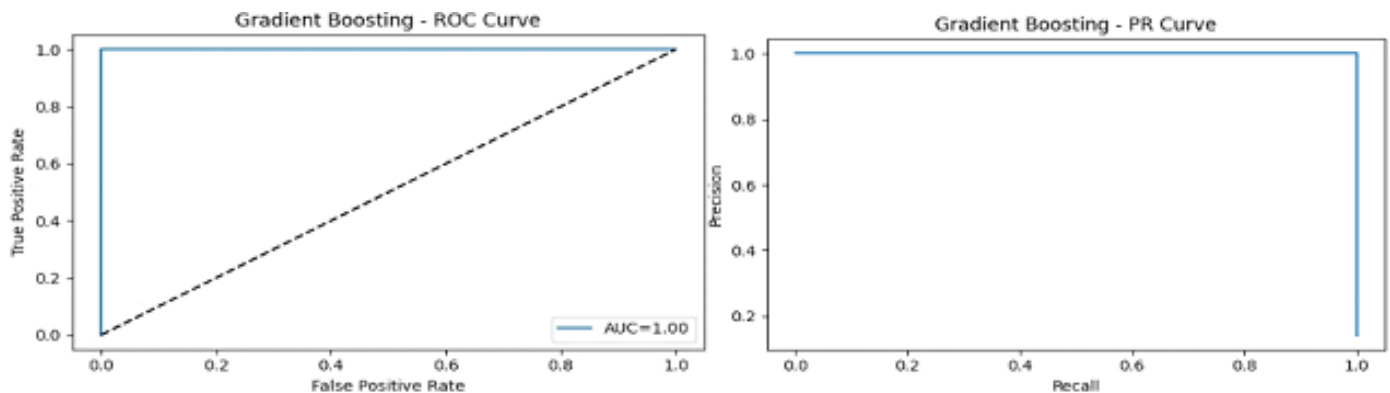 Gradient Boosting - ROC Curve
True Positive Rate
1.0
0.8
0.6
0.4
0.2
0.0
AUC=1.00
0.0 0.2 0.4 0.6 0.8 1.0
False Positive Rate
Gradient Boosting - PR Curve
Precision
1.0
0.8
0.6
0.4
0.2
0.0 0.2 0.4 0.6 0.8 1.0
Recall